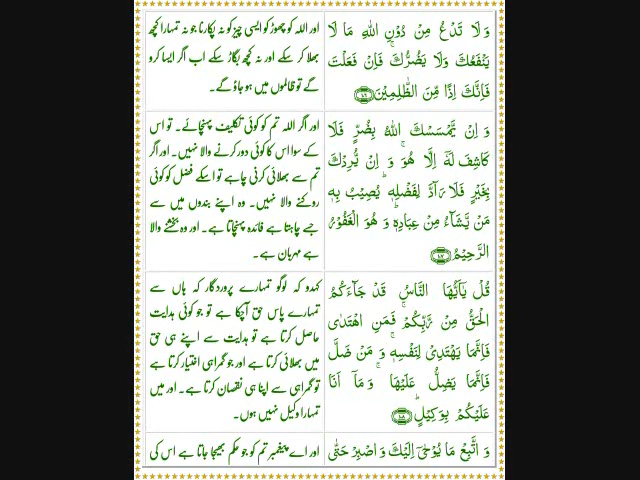 وَ لَا تَدْعُ مِنْ دُوْنِ اللّٰهِ مَا لَا
يَنْفَعُكَ وَلَا يَضُرُّكَ ۚ فَاِنْ فَعَلْتَ
فَاِنَّكَ اِذًا مِّنَ الظّٰلِمِيْنَ ﴿١٠٦﴾
اور اللہ کو چھوڑ کو ایسی چیز کو نہ پکارنا جو نہ تمہارا کچھ
بھلا کر سکے اور نہ کچھ بگاڑ سکے اب اگر ایسا کرو
گے تو ظالموں میں ہو جاؤ گے۔
وَ اِنْ يَّمْسَسْكَ اللّٰهُ بِضُرٍّ فَلَا
كَاشِفَ لَهٗۤ اِلَّا هُوَ ۚ وَ اِنْ يُّرِدْكَ
بِخَيْرٍ فَلَا رَآدَّ لِفَضْلِهٖ ؕ يُصِيْبُ بِهٖ
مَنْ يَّشَآءُ مِنْ عِبَادِهٖ ؕ وَ هُوَ الْغَفُوْرُ
الرَّحِيْمُ ﴿١٠٧﴾
اور اگر اللہ تم کو کوئی تکلیف پہنچائے۔ تو اس
کے سوا اس کا کوئی دور کرنے والا نہیں۔ اور اگر
تم سے بھلائی کرنی چاہے تو اسکے فضل کو کوئی
روکنے والا نہیں۔ وہ اپنے بندوں میں سے
جسے چاہتا ہے فائدہ پہنچاتا ہے۔ اور وہ بخشنے والا
ہے مہربان ہے۔
قُلْ يٰۤاَيُّهَا النَّاسُ قَدْ جَآءَكُمُ
الْحَقُّ مِنْ رَّبِّكُمْ ۚ فَمَنِ اهْتَدٰى
فَاِنَّمَا يَهْتَدِيْ لِنَفْسِهٖ ۚ وَ مَنْ ضَلَّ
فَاِنَّمَا يَضِلُّ عَلَيْهَا ۚ وَ مَاۤ اَنَا
عَلَيْكُمْ بِوَكِيْلٍ ؕ ﴿١٠٨﴾
کہدو کہ لوگو تمہارے پروردگار کہ ہاں سے
تمہارے پاس حق آچکا ہے تو جو کوئی ہدایت
حاصل کرتا ہے تو ہدایت سے اپنے ہی حق
میں بھلائی کرتا ہے اور جو گمراہی اختیار کرتا ہے
تو گمراہی سے اپنا ہی نقصان کرتا ہے۔ اور میں
تمہارا وکیل نہیں ہوں۔
وَ اتَّبِعْ مَا يُوْحٰۤى اِلَيْكَ وَ اصْبِرْ حَتّٰى
اور اے پیغمبر تم کو جو حکم بھیجا جاتا ہے اس کی